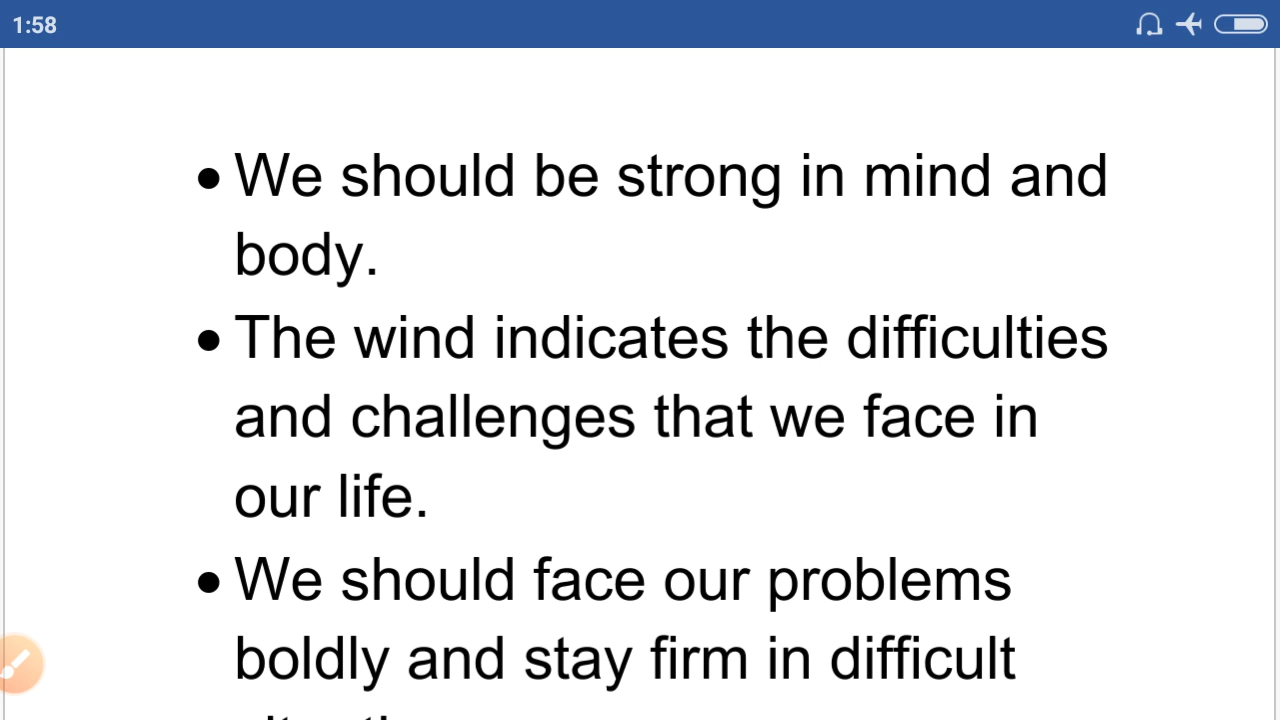 1:58
• We should be strong in mind and
body.
• The wind indicates the difficulties
and challenges that we face in
our life.
• We should face our problems
boldly and stay firm in difficult